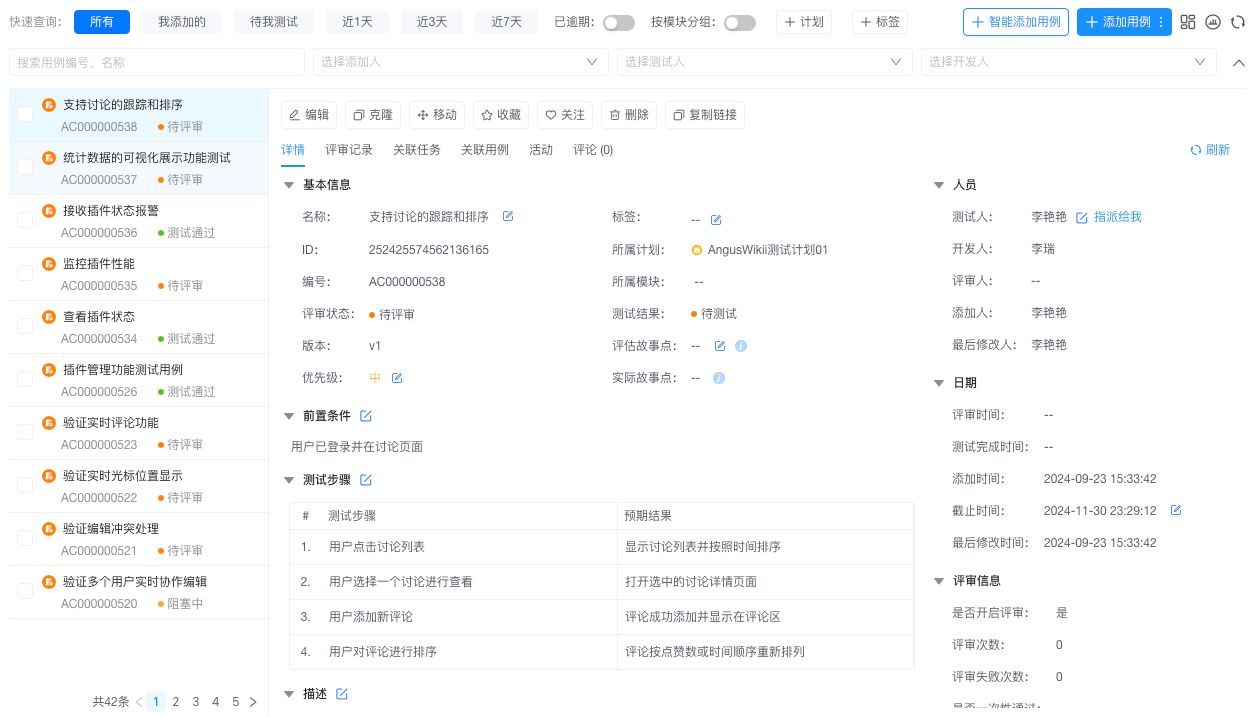 快速查询: 所有 我添加的 待我测试 近1天 近3天 近7天 已逾期: 按模块分组: 计划 标签 智能添加用例 添加用例
搜索用例编号、名称 选择添加人 选择测试人 选择开发人
支持讨论的跟踪和排序
AC000000538 待评审
统计数据的可视化展示功能测试
AC000000537 待评审
接收插件状态报警
AC000000536 测试通过
监控插件性能
AC000000535 待评审
查看插件状态
AC000000534 测试通过
插件管理功能测试用例
AC000000526 测试通过
验证实时评论功能
AC000000523 待评审
验证实时光标位置显示
AC000000522 待评审
验证编辑冲突处理
AC000000521 待评审
验证多个用户实时协作编辑
AC000000520 阻塞中
共42条 1 2 3 4 5
编辑 克隆 移动 收藏 关注 删除 复制链接
详情 评审记录 关联任务 关联用例 活动 评论 (0) 刷新
基本信息
名称: 支持讨论的跟踪和排序 标签: --
ID: 252425574562136165 所属计划: AngusWikii测试计划01
编号: AC000000538 所属模块: --
评审状态: 待评审 测试结果: 待测试
版本: v1 评估故事点: --
优先级: 中 实际故事点: --
前置条件
用户已登录并在讨论页面
测试步骤
# 测试步骤 预期结果
1. 用户点击讨论列表 显示讨论列表并按照时间排序
2. 用户选择一个讨论进行查看 打开选中的讨论详情页面
3. 用户添加新评论 评论成功添加并显示在评论区
4. 用户对评论进行排序 评论按点赞数或时间顺序重新排列
描述
人员
测试人: 李艳艳 指派给我
开发人: 李瑞
评审人: --
添加人: 李艳艳
最后修改人: 李艳艳
日期
评审时间: --
测试完成时间: --
添加时间: 2024-09-23 15:33:42
截止时间: 2024-11-30 23:29:12
最后修改时间: 2024-09-23 15:33:42
评审信息
是否开启评审: 是
评审次数: 0
评审失败次数: 0
是否一次性通过: